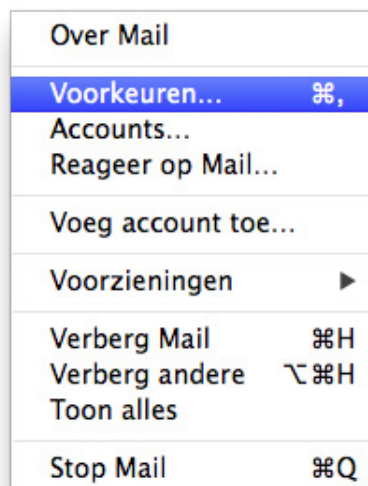 Over Mail
Voorkeuren... ⌘,
Accounts...
Reageer op Mail...
Voeg account toe...
Voorzieningen ▶
Verberg Mail ⌘H
Verberg andere ⌥⌘H
Toon alles
Stop Mail ⌘Q